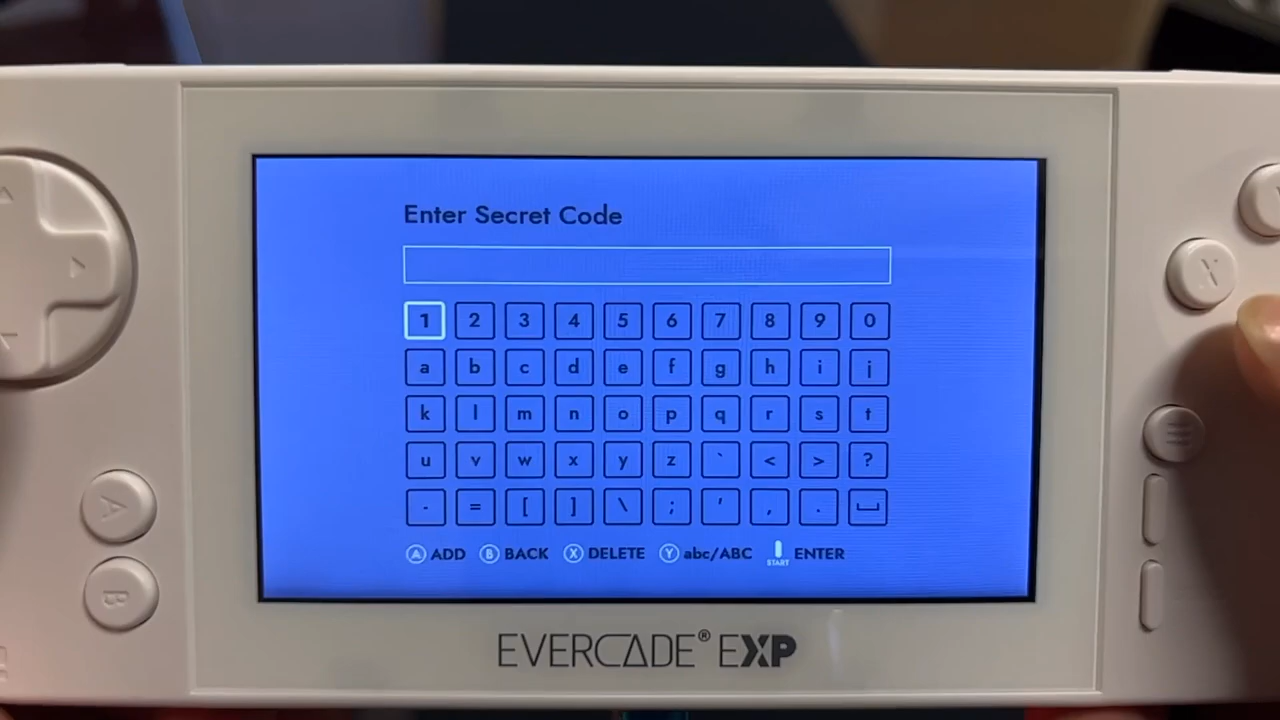 Enter Secret Code
1 2 3 4 5 6 7 8 9 0
a b c d e f g h i j
k l m n o p q r s t
u v w x y z ` < > ?
- = [ ] \ ; ' , .
A ADD B BACK X DELETE Y abc/ABC START ENTER
X
A
B
EVERCADE® EXP